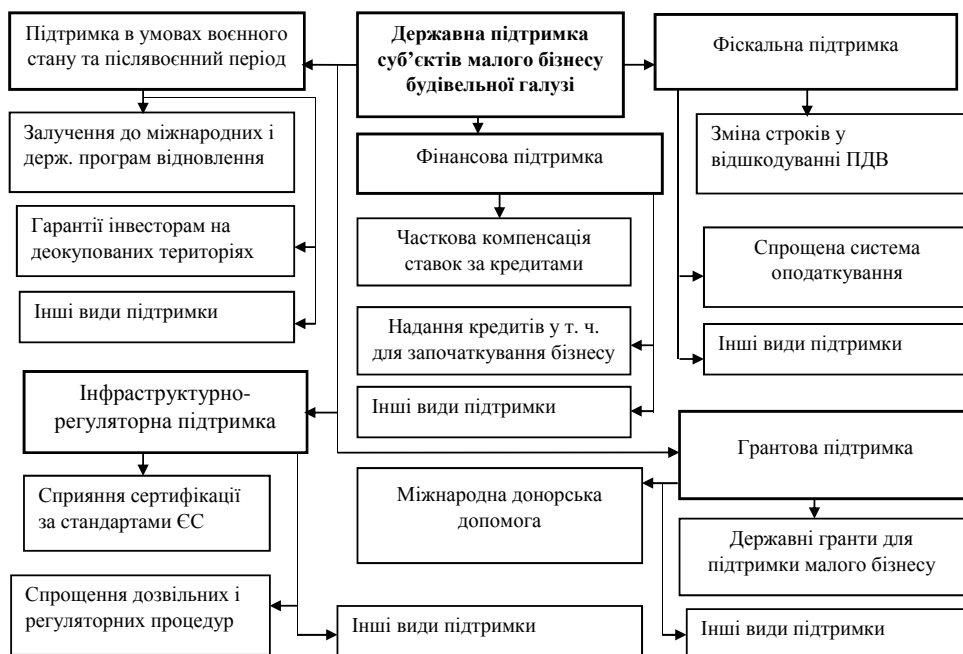 Підтримка в умовах воєнного
стану та післявоєнний період
Державна підтримка
суб’єктів малого бізнесу
будівельної галузі
Фіскальна підтримка
Залучення до міжнародних і
держ. програм відновлення
Фінансова підтримка
Зміна строків у
відшкодуванні ПДВ
Гарантії інвесторам на
деокупованих територіях
Часткова компенсація
ставок за кредитами
Спрощена система
оподаткування
Інші види підтримки
Надання кредитів у т. ч.
для започаткування бізнесу
Інші види підтримки
Інфраструктурно-
регуляторна підтримка
Інші види підтримки
Грантова підтримка
Сприяння сертифікації
за стандартами ЄС
Міжнародна донорська
допомога
Державні гранти для
підтримки малого бізнесу
Спрощення дозвільних і
регуляторних процедур
Інші види підтримки
Інші види підтримки